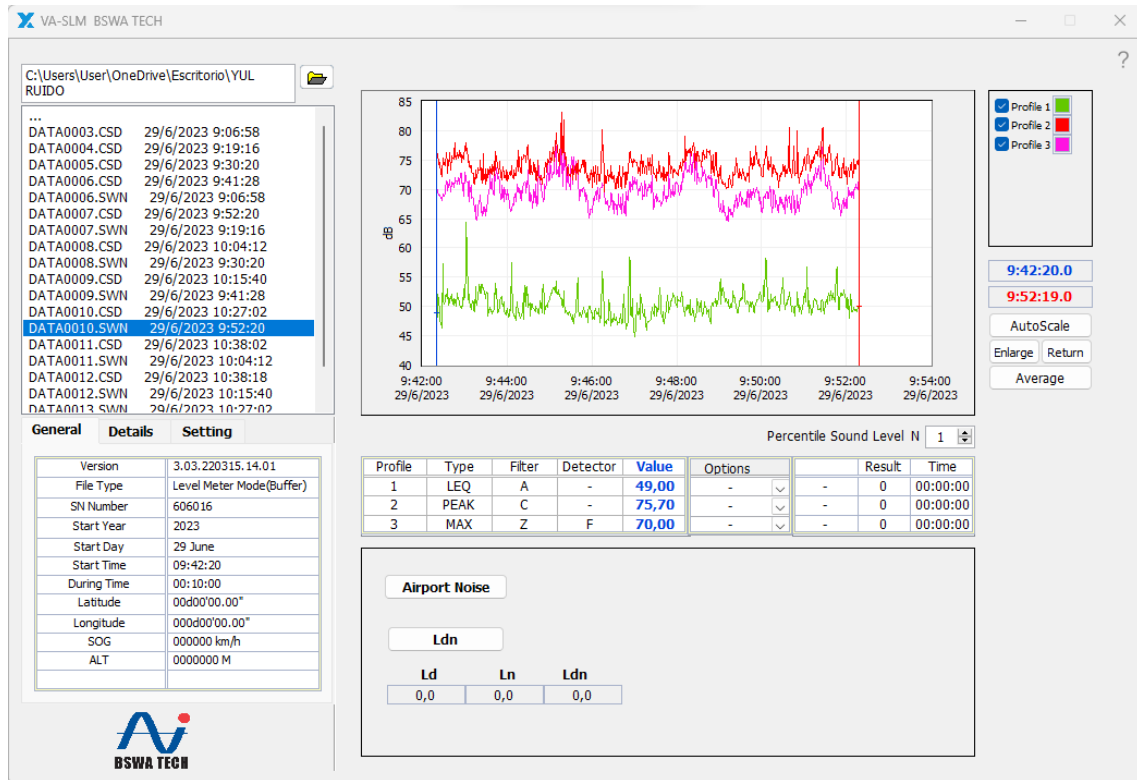 VA-SLM BSWA TECH
?
C:\Users\User\OneDrive\Escritorio\YUL
RUIDO
...
DATA0003.CSD 29/6/2023 9:06:58
DATA0004.CSD 29/6/2023 9:19:16
DATA0005.CSD 29/6/2023 9:30:20
DATA0006.CSD 29/6/2023 9:41:28
DATA0006.SWN 29/6/2023 9:06:58
DATA0007.CSD 29/6/2023 9:52:20
DATA0007.SWN 29/6/2023 9:19:16
DATA0008.CSD 29/6/2023 10:04:12
DATA0008.SWN 29/6/2023 9:30:20
DATA0009.CSD 29/6/2023 10:15:40
DATA0009.SWN 29/6/2023 9:41:28
DATA0010.CSD 29/6/2023 10:27:02
DATA0010.SWN 29/6/2023 9:52:20
DATA0011.CSD 29/6/2023 10:38:02
DATA0011.SWN 29/6/2023 10:04:12
DATA0012.CSD 29/6/2023 10:38:18
DATA0012.SWN 29/6/2023 10:15:40
DATA0013.SWN 29/6/2023 10:27:02
General Details Setting
Version 3.03.220315.14.01
File Type Level Meter Mode(Buffer)
SN Number 606016
Start Year 2023
Start Day 29 June
Start Time 09:42:20
During Time 00:10:00
Latitude 00d00'00.00"
Longitude 000d00'00.00"
SOG 000000 km/h
ALT 0000000 M
BSWA TECH
85
80
75
70
65
60
55
50
45
40
dB
9:42:00 9:44:00 9:46:00 9:48:00 9:50:00 9:52:00 9:54:00
29/6/2023 29/6/2023 29/6/2023 29/6/2023 29/6/2023 29/6/2023 29/6/2023
Profile 1
Profile 2
Profile 3
9:42:20.0
9:52:19.0
AutoScale
Enlarge Return
Average
Percentile Sound Level N 1
Profile Type Filter Detector Value Options Result Time
1 LEQ A - 49,00 - - 0 00:00:00
2 PEAK C - 75,70 - - 0 00:00:00
3 MAX Z F 70,00 - - 0 00:00:00
Airport Noise
Ldn
Ld Ln Ldn
0,0 0,0 0,0